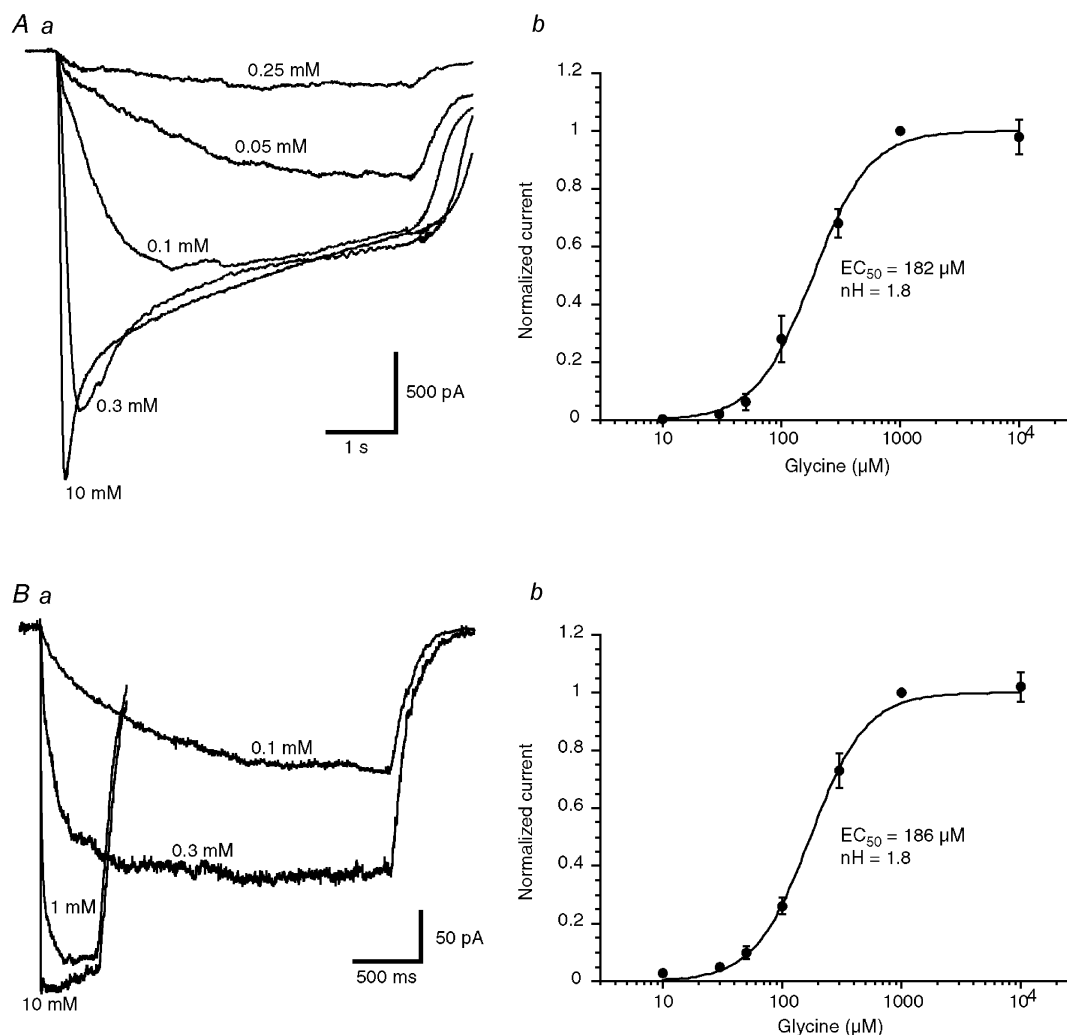 A a
0.25 mM
0.05 mM
0.1 mM
0.3 mM
10 mM
500 pA
1 s
b
1.2
1
0.8
0.6
0.4
0.2
0
Normalized current
EC50 = 182 µM
nH = 1.8
10
100
1000
10⁴
Glycine (µM)
B a
0.1 mM
0.3 mM
1 mM
10 mM
50 pA
500 ms
b
1.2
1
0.8
0.6
0.4
0.2
0
Normalized current
EC50 = 186 µM
nH = 1.8
10
100
1000
10⁴
Glycine (µM)